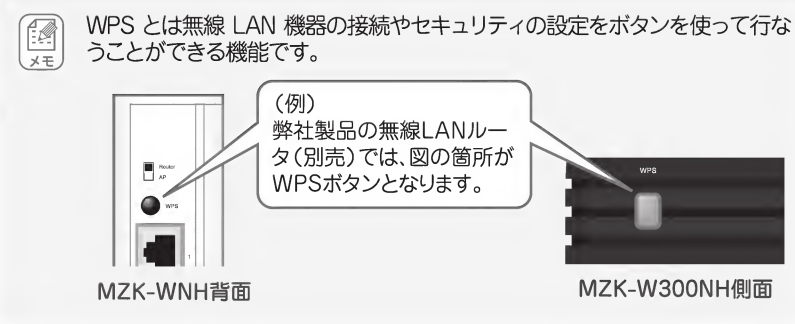 WPS とは無線 LAN 機器の接続やセキュリティの設定をボタンを使って行な
うことができる機能です。
メモ
(例)
弊社製品の無線LANルー
タ(別売)では、図の箇所が
WPSボタンとなります。
Router
AP
WPS
1
WPS
MZK-WNH背面
MZK-W300NH側面